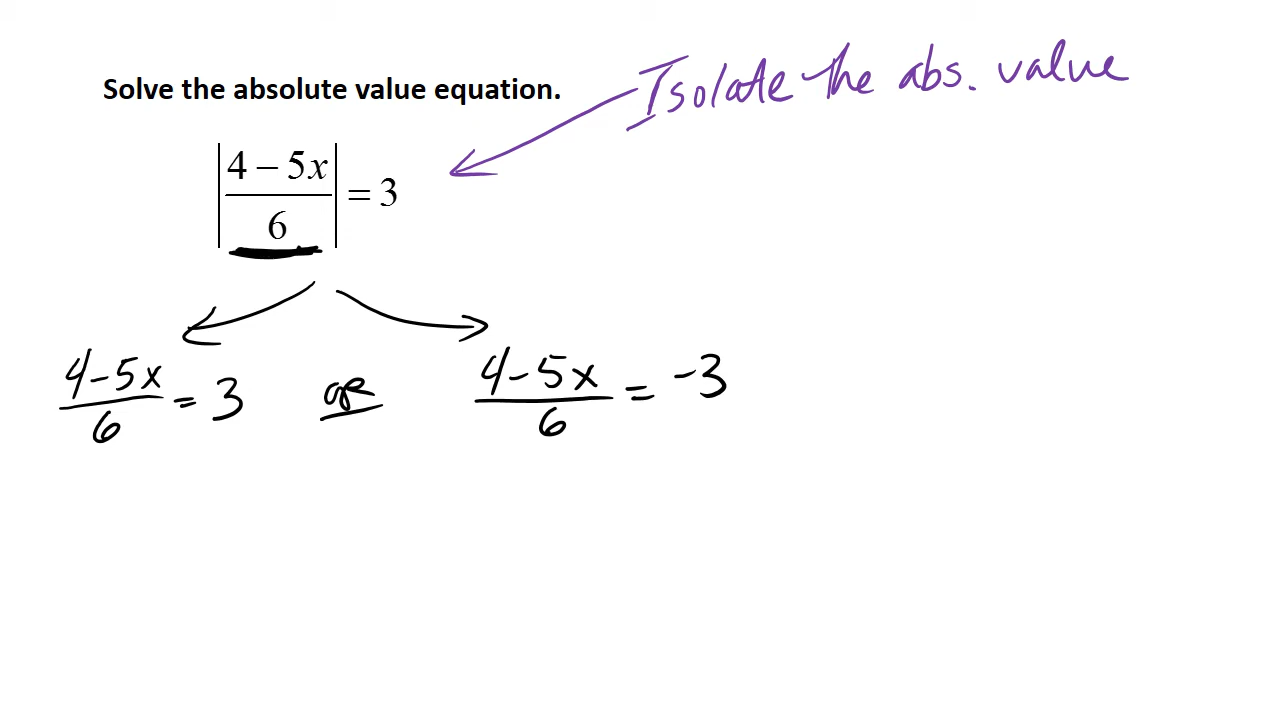 Solve the absolute value equation.
Isolate the abs. value
|(4 − 5x)/6| = 3
(4 − 5x)/6 = 3 or (4 − 5x)/6 = -3